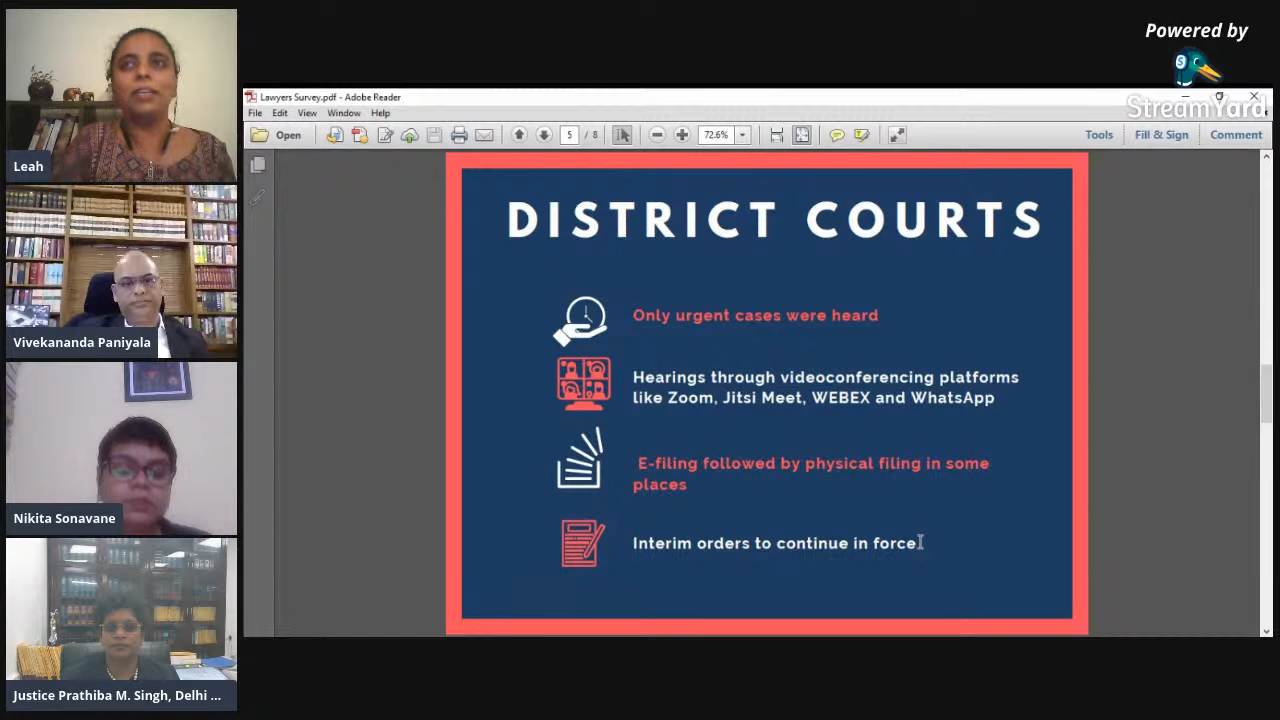 Powered by
StreamYard
Leah
Vivekananda Paniyala
Nikita Sonavane
Justice Prathiba M. Singh, Delhi ...
Lawyers Survey.pdf - Adobe Reader
File Edit View Window Help
Open 5 / 8 72.6% Tools Fill & Sign Comment
DISTRICT COURTS
Only urgent cases were heard
Hearings through videoconferencing platforms
like Zoom, Jitsi Meet, WEBEX and WhatsApp
E-filing followed by physical filing in some
places
Interim orders to continue in force